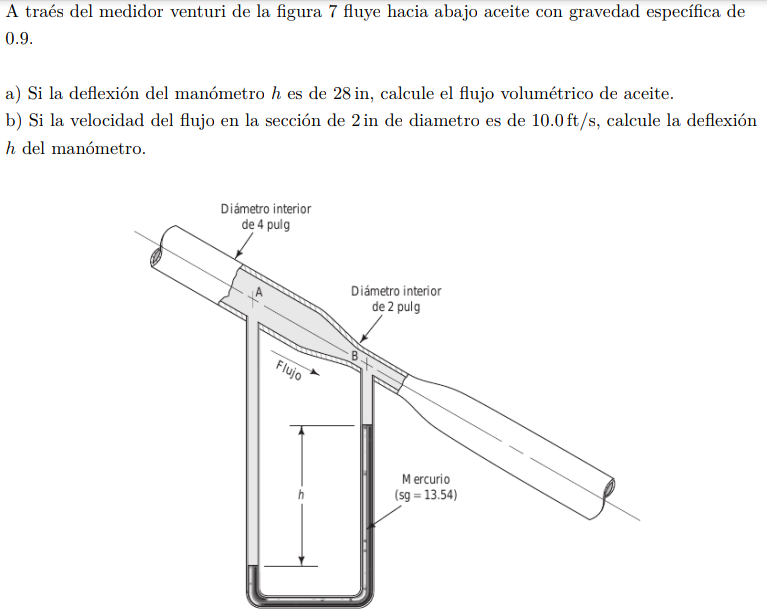 A traés del medidor venturi de la figura 7 fluye hacia abajo aceite con gravedad específica de
0.9.
a) Si la deflexión del manómetro h es de 28 in, calcule el flujo volumétrico de aceite.
b) Si la velocidad del flujo en la sección de 2 in de diametro es de 10.0 ft/s, calcule la deflexión
h del manómetro.
Diámetro interior
de 4 pulg
A
Diámetro interior
de 2 pulg
B
Flujo
h
Mercurio
(sg = 13.54)